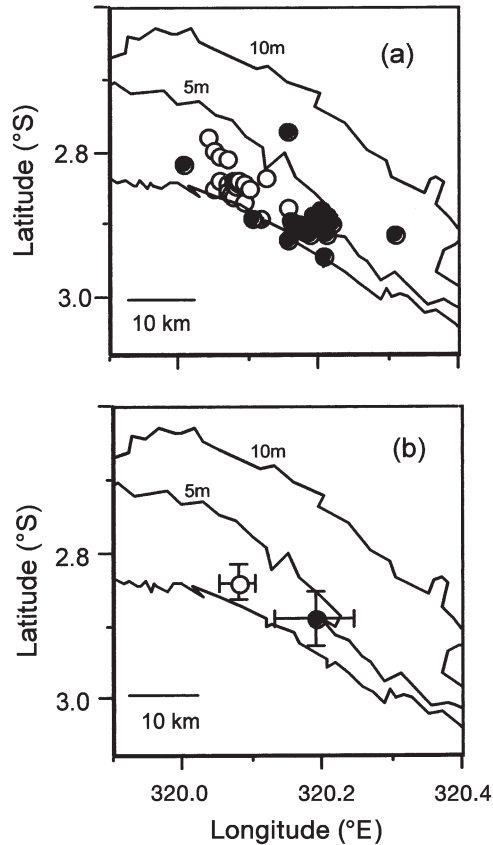 (a)
10m
5m
Latitude (°S)
2.8
3.0
10 km
(b)
10m
5m
Latitude (°S)
2.8
3.0
10 km
320.0 320.2 320.4
Longitude (°E)